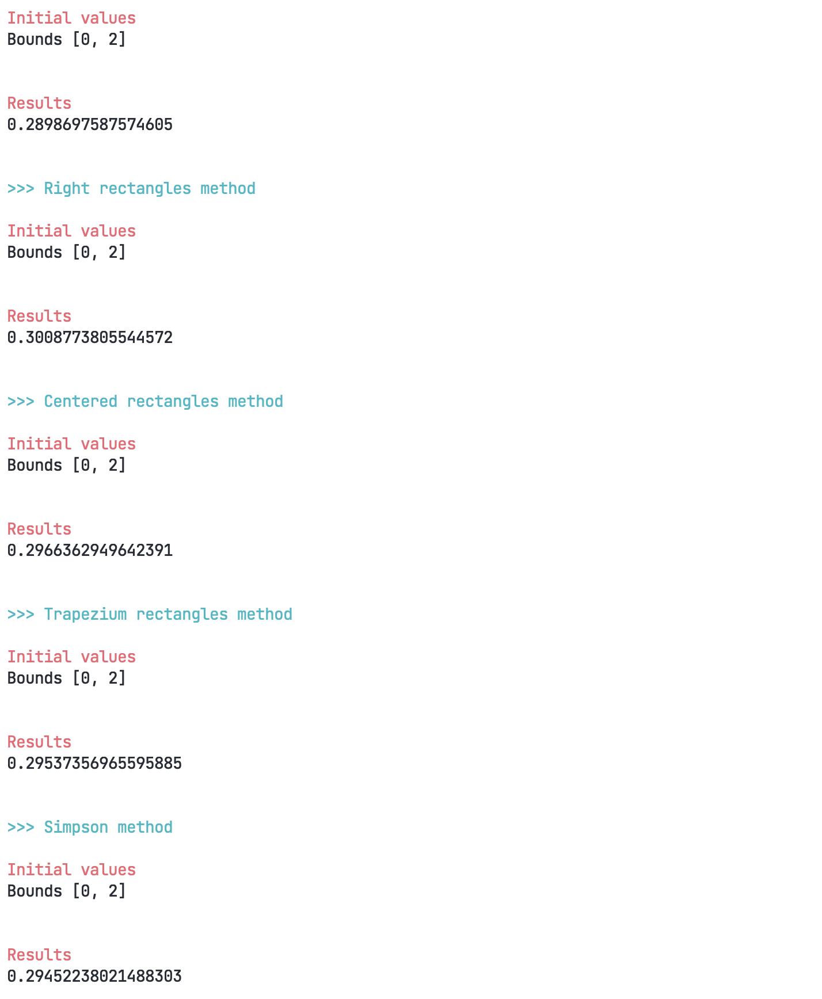 Initial values
Bounds [0, 2]
Results
0.2898697587574605
>>> Right rectangles method
Initial values
Bounds [0, 2]
Results
0.3008773805544572
>>> Centered rectangles method
Initial values
Bounds [0, 2]
Results
0.2966362949642391
>>> Trapezium rectangles method
Initial values
Bounds [0, 2]
Results
0.29537356965595885
>>> Simpson method
Initial values
Bounds [0, 2]
Results
0.29452238021488303